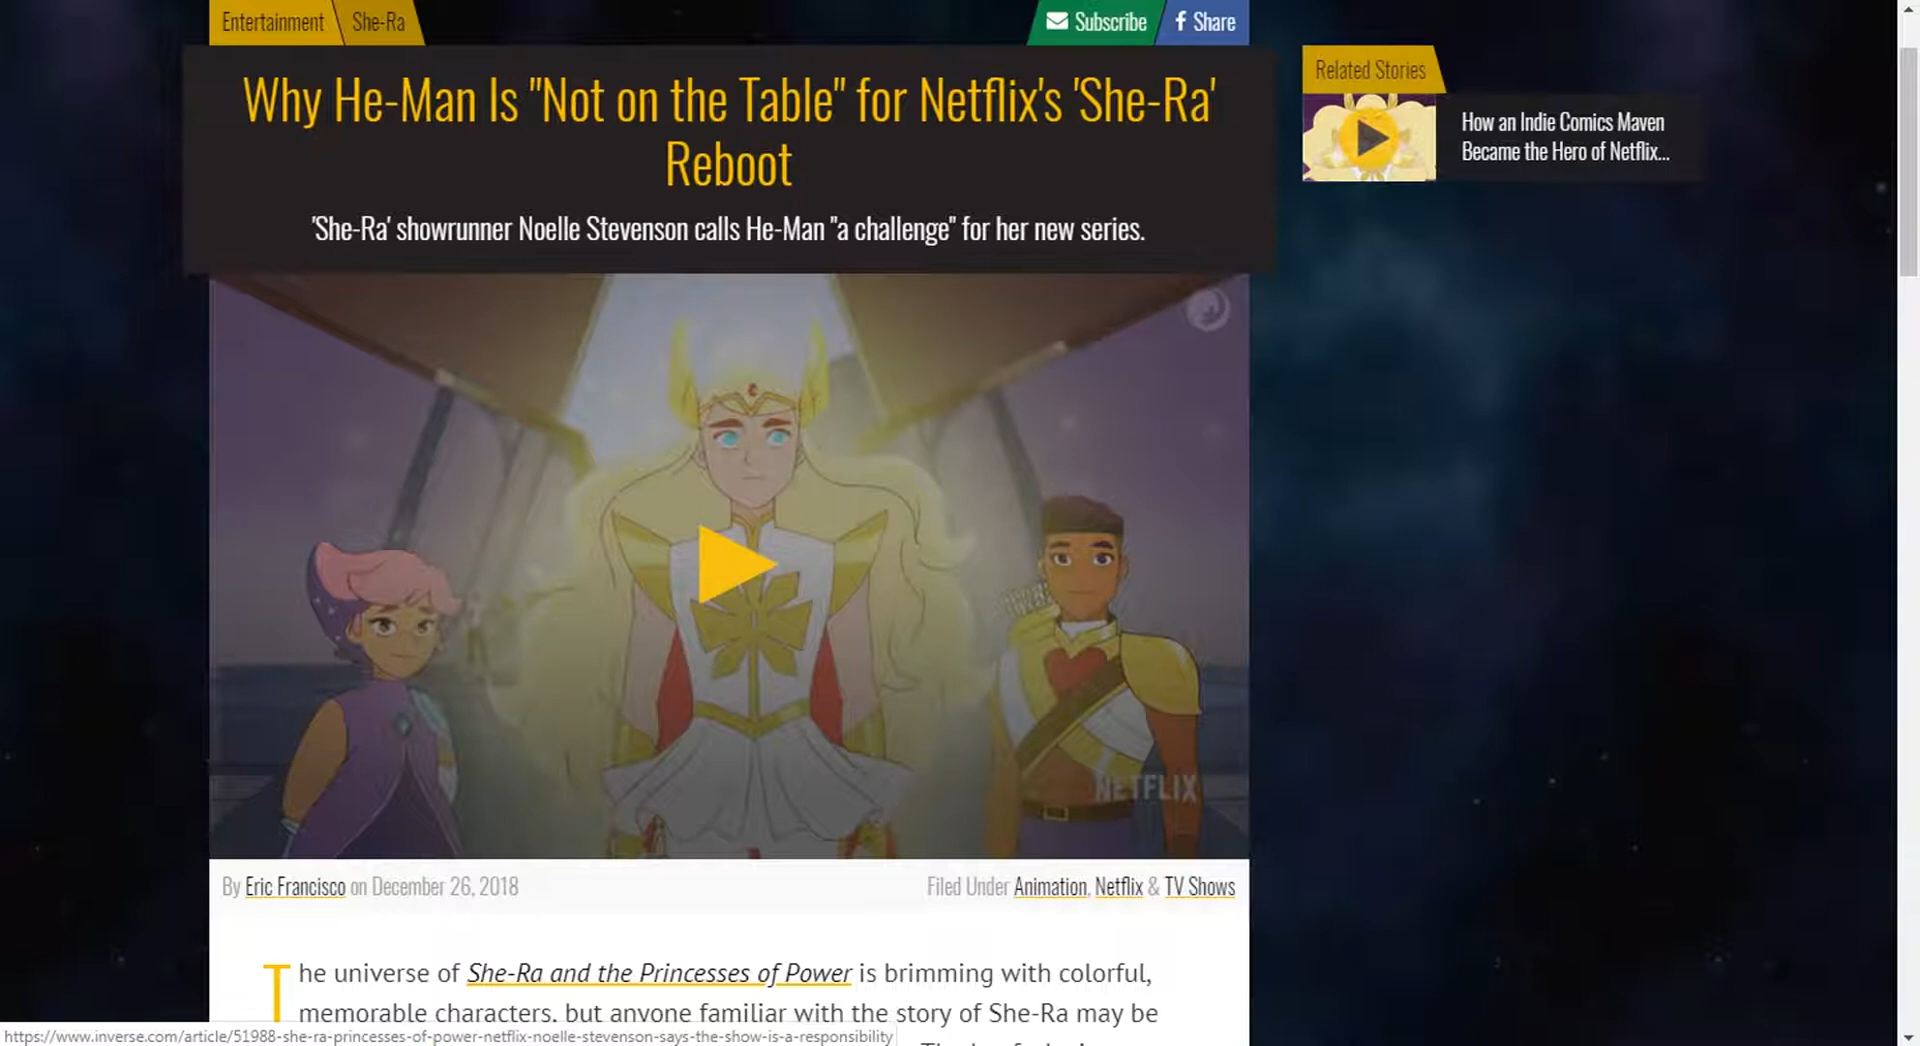 Entertainment
She-Ra
Subscribe
Share
Why He-Man Is "Not on the Table" for Netflix's 'She-Ra'
Reboot
'She-Ra' showrunner Noelle Stevenson calls He-Man "a challenge" for her new series.
Related Stories
How an Indie Comics Maven
Became the Hero of Netflix...
NETFLIX
By Eric Francisco on December 26, 2018
Filed Under Animation, Netflix & TV Shows
The universe of She-Ra and the Princesses of Power is brimming with colorful,
memorable characters, but anyone familiar with the story of She-Ra may be
https://www.inverse.com/article/51988-she-ra-princesses-of-power-netflix-noelle-stevenson-says-the-show-is-a-responsibility